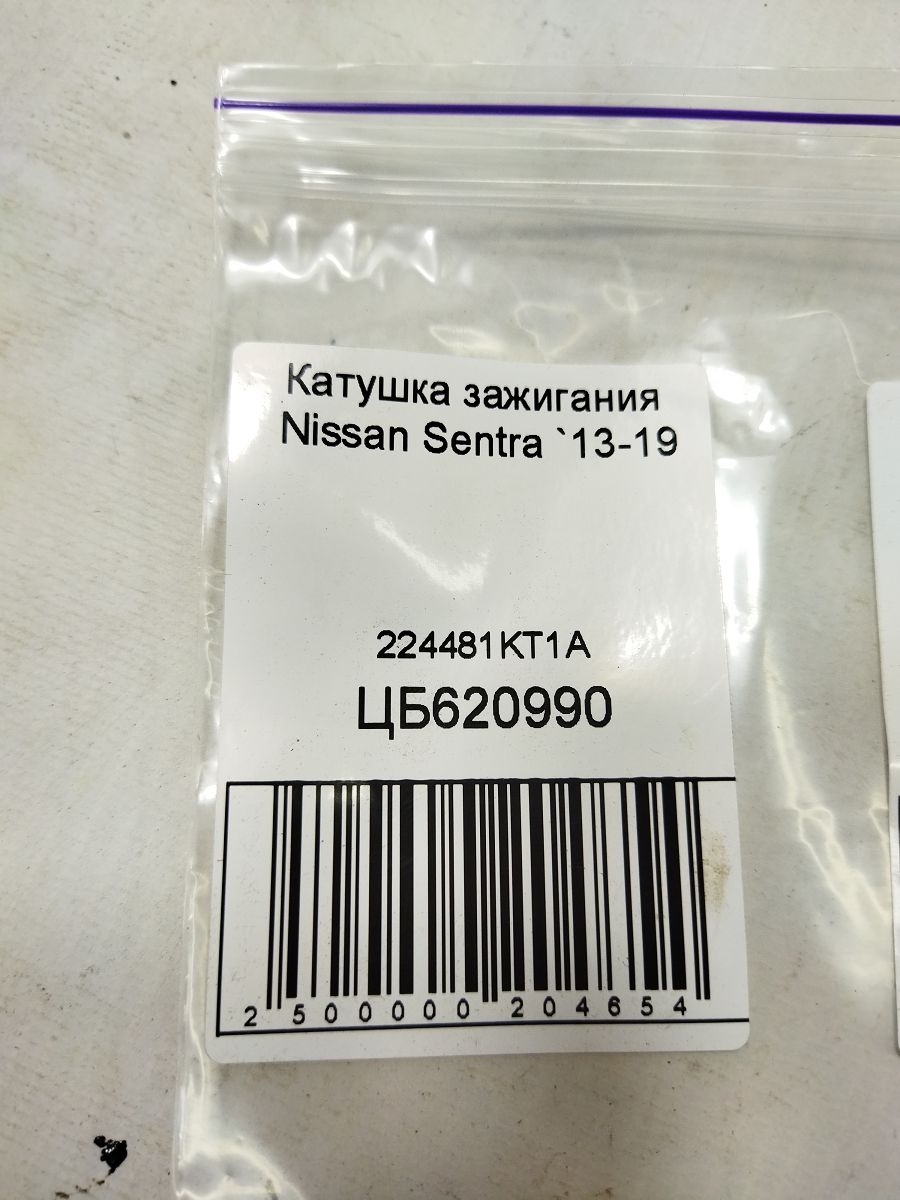 Катушка зажигания
Nissan Sentra `13-19
224481KT1A
ЦБ620990
2 500000 204654